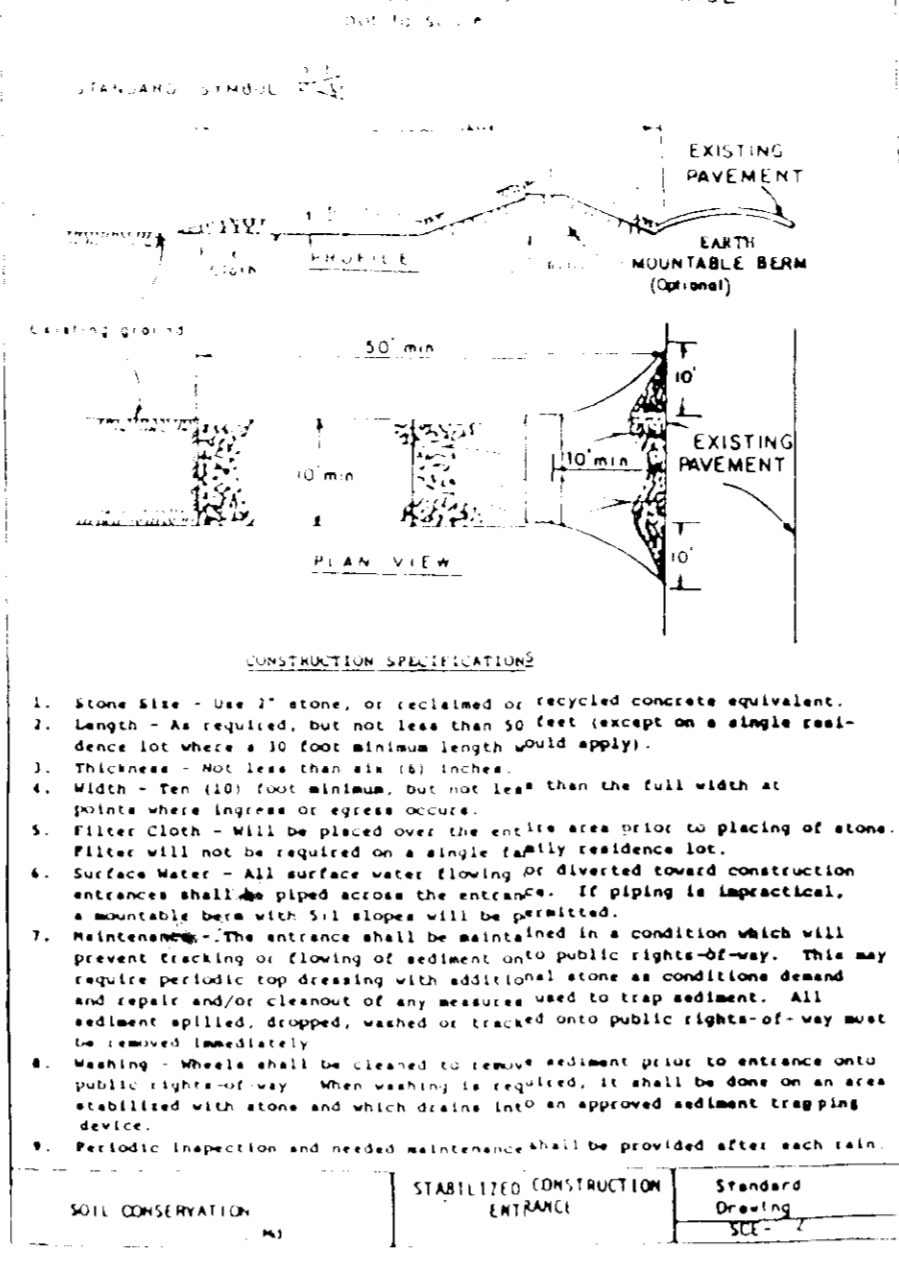 not to scale
STANDARD SYMBOL
EXISTING
PAVEMENT
EARTH
MOUNTABLE BERM
(Optional)
PROFILE
Existing ground
50' min
10'
EXISTING
PAVEMENT
10' min
10' min
10'
PLAN VIEW
CONSTRUCTION SPECIFICATIONS
1. Stone Size - Use 2" stone, or reclaimed or recycled concrete equivalent.
2. Length - As required, but not less than 50 feet (except on a single resi-
dence lot where a 30 foot minimum length would apply).
3. Thickness - Not less than six (6) inches.
4. Width - Ten (10) foot minimum, but not less than the full width at
points where ingress or egress occurs.
5. Filter Cloth - Will be placed over the entire area prior to placing of stone.
Filter will not be required on a single family residence lot.
6. Surface Water - All surface water flowing or diverted toward construction
entrances shall be piped across the entrance. If piping is impractical,
a mountable berm with 5:1 slopes will be permitted.
7. Maintenance - The entrance shall be maintained in a condition which will
prevent tracking or flowing of sediment onto public rights-of-way. This may
require periodic top dressing with additional stone as conditions demand
and repair and/or cleanout of any measures used to trap sediment. All
sediment spilled, dropped, washed or tracked onto public rights-of-way must
be removed immediately
8. Washing - Wheels shall be cleaned to remove sediment prior to entrance onto
public rights-of-way When washing is required, it shall be done on an area
stabilized with stone and which drains into an approved sediment trapping
device.
9. Periodic inspection and needed maintenance shall be provided after each rain.
SOIL CONSERVATION
STABILIZED CONSTRUCTION
ENTRANCE
Standard
Drawing
SCE - 2